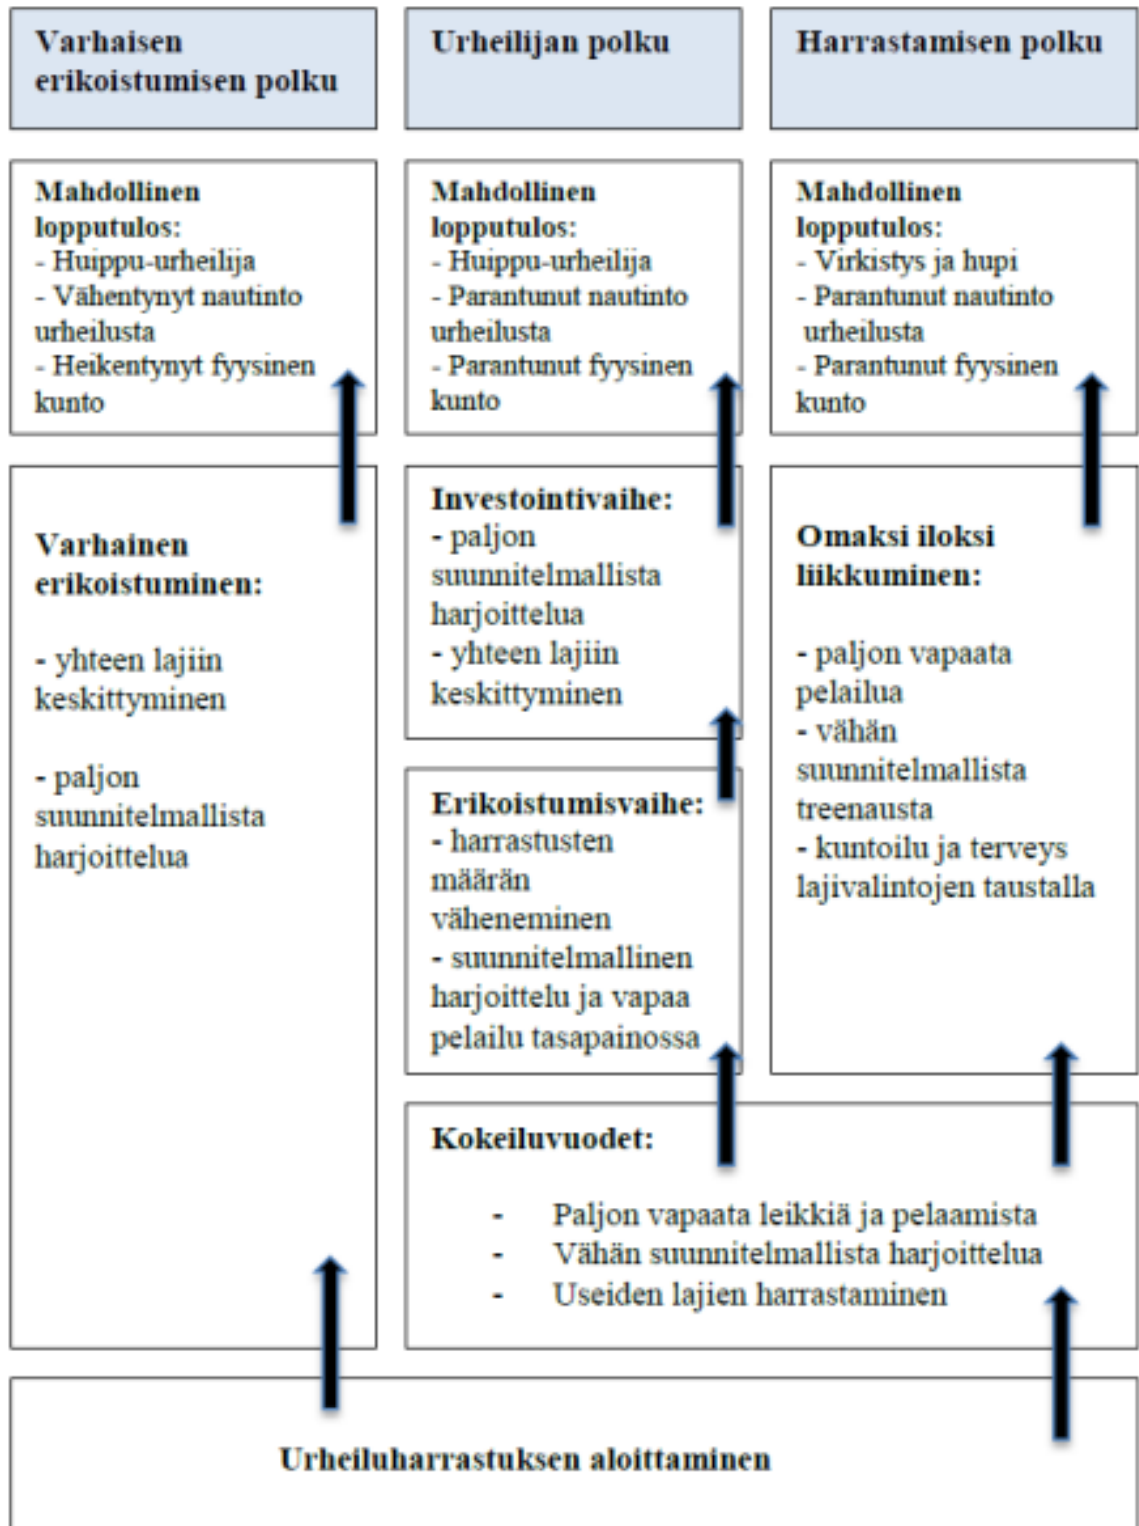 Varhaisen
erikoistumisen polku
Urheilijan polku
Harrastamisen polku
Mahdollinen
lopputulos:
- Huippu-urheilija
- Vähentynyt nautinto
urheilusta
- Heikentynyt fyysinen
kunto
Mahdollinen
lopputulos:
- Huippu-urheilija
- Parantunut nautinto
urheilusta
- Parantunut fyysinen
kunto
Mahdollinen
lopputulos:
- Virkistys ja hupi
- Parantunut nautinto
urheilusta
- Parantunut fyysinen
kunto
Varhainen
erikoistuminen:
- yhteen lajiin
keskittyminen
- paljon
suunnitelmallista
harjoittelua
Investointivaihe:
- paljon
suunnitelmallista
harjoittelua
- yhteen lajiin
keskittyminen
Erikoistumisvaihe:
- harrastusten
määrän
väheneminen
- suunnitelmallinen
harjoittelu ja vapaa
pelailu tasapainossa
Omaksi iloksi
liikkuminen:
- paljon vapaata
pelailua
- vähän
suunnitelmallista
treenausta
- kuntoilu ja terveys
lajivalintojen taustalla
Kokeiluvuodet:
- Paljon vapaata leikkiä ja pelaamista
- Vähän suunnitelmallista harjoittelua
- Useiden lajien harrastaminen
Urheiluharrastuksen aloittaminen